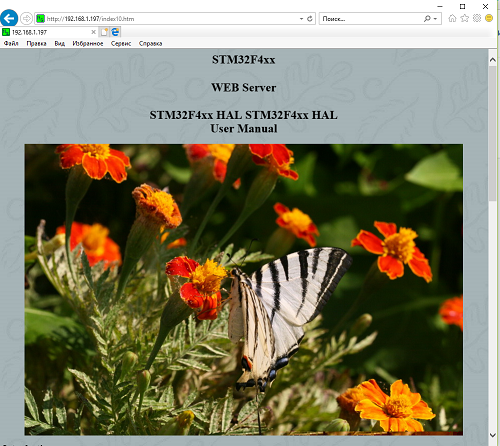 http://192.168.1.197/index10.htm
Поиск...
192.168.1.197
Файл Правка Вид Избранное Сервис Справка
STM32F4xx
WEB Server
STM32F4xx HAL STM32F4xx HAL
User Manual